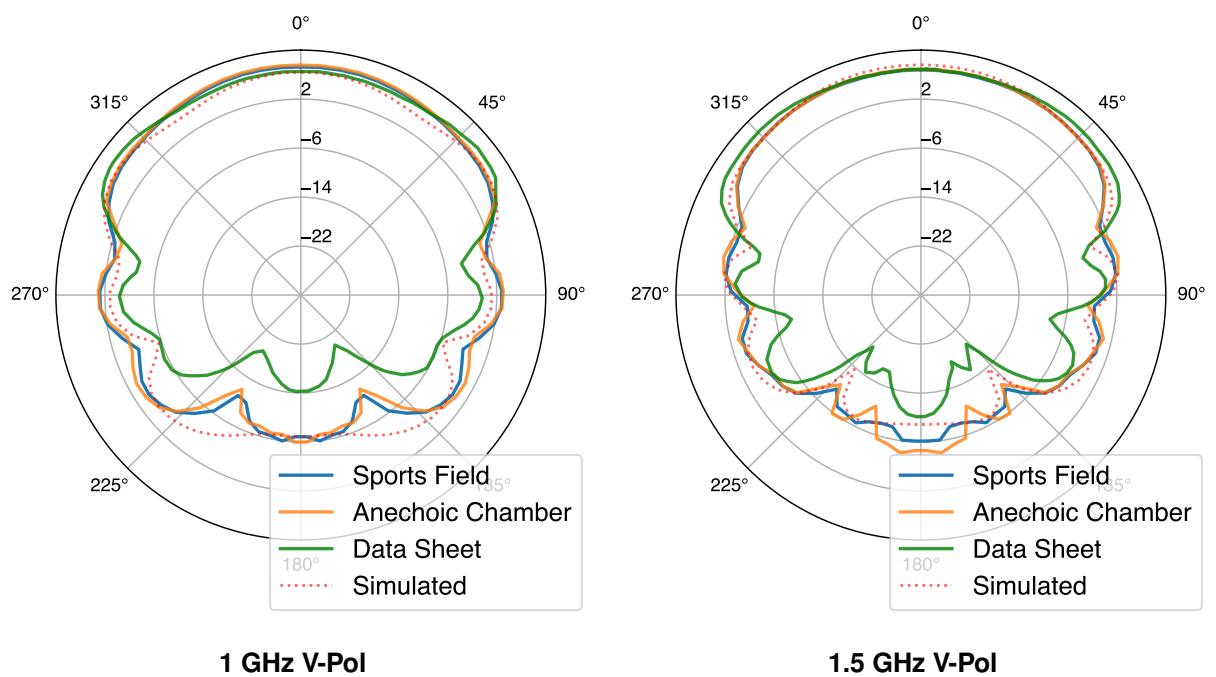 0°
315°
45°
2
−6
−14
−22
270°
90°
225°
135°
180°
Sports Field
Anechoic Chamber
Data Sheet
Simulated
1 GHz V-Pol
0°
315°
45°
2
−6
−14
−22
270°
90°
225°
135°
180°
Sports Field
Anechoic Chamber
Data Sheet
Simulated
1.5 GHz V-Pol